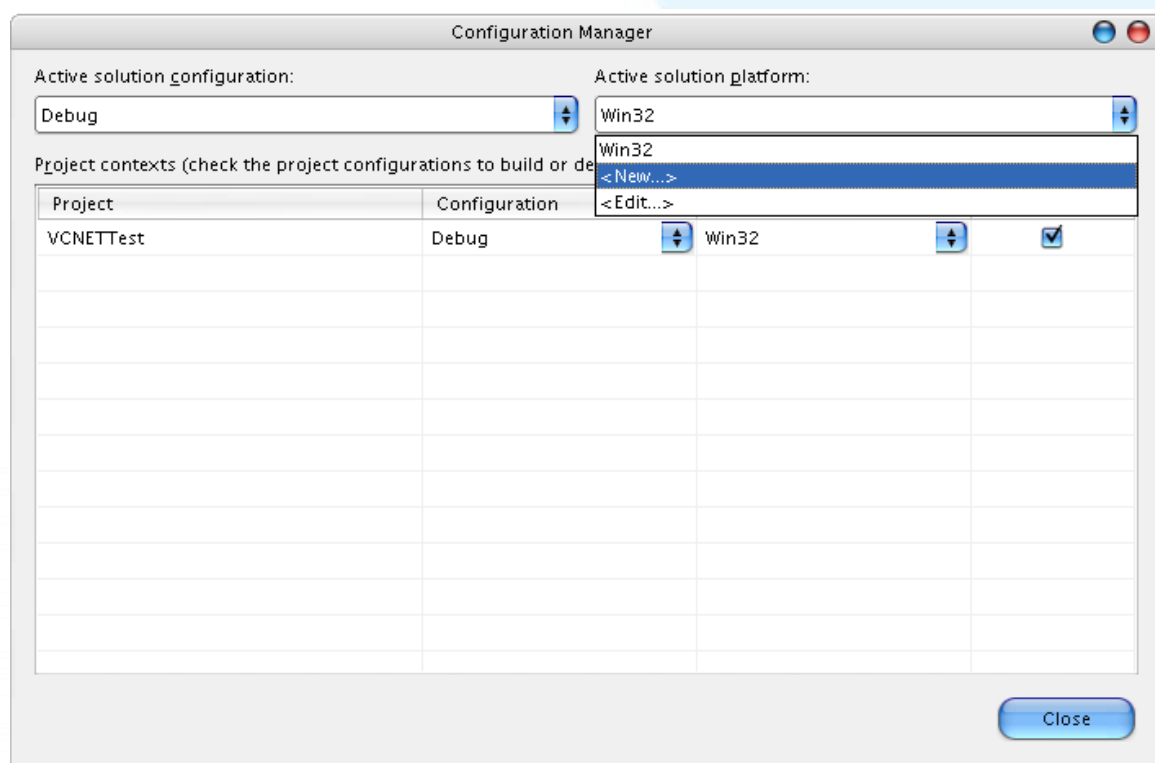 Configuration Manager
Active solution configuration: Active solution platform:
Debug Win32
Win32
Project contexts (check the project configurations to build or de
<New...>
<Edit...>
Project Configuration
VCNETTest Debug Win32
Close